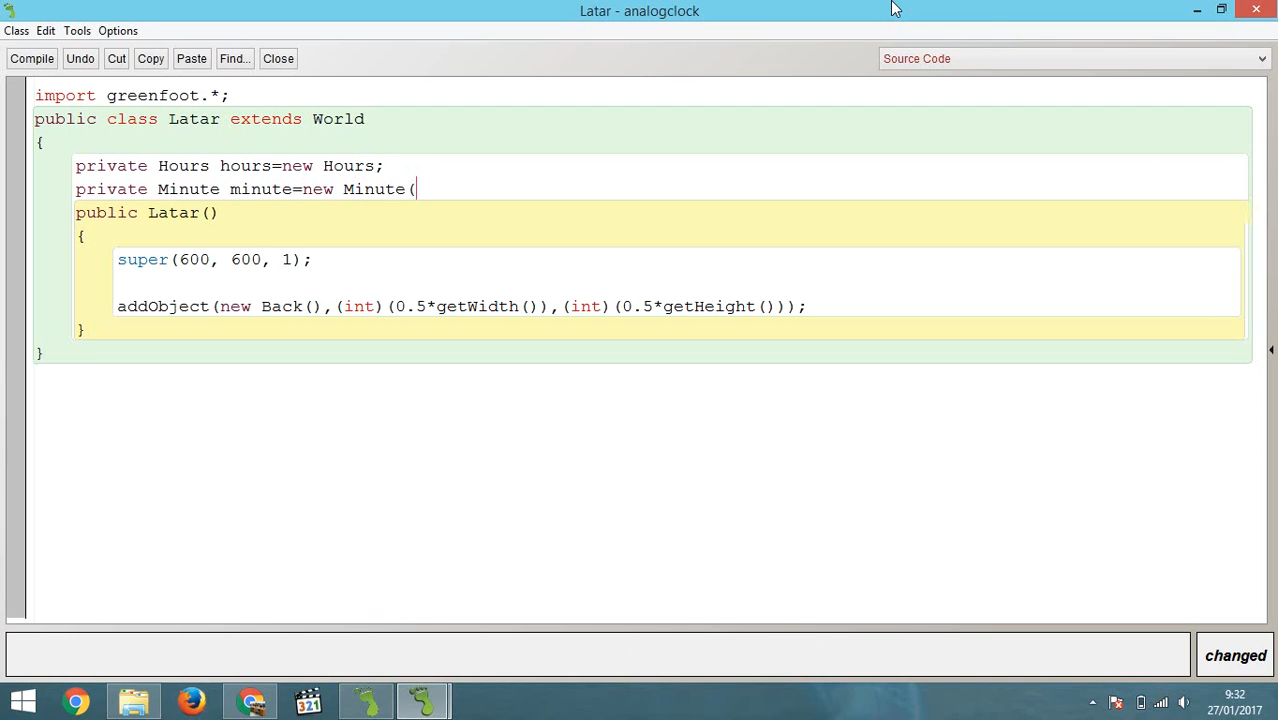 Latar - analogclock
Class Edit Tools Options
Compile Undo Cut Copy Paste Find... Close Source Code
import greenfoot.*;
public class Latar extends World
{
private Hours hours=new Hours;
private Minute minute=new Minute(
public Latar()
{
super(600, 600, 1);
addObject(new Back(),(int)(0.5*getWidth()),(int)(0.5*getHeight()));
}
}
changed
321
9:32
27/01/2017